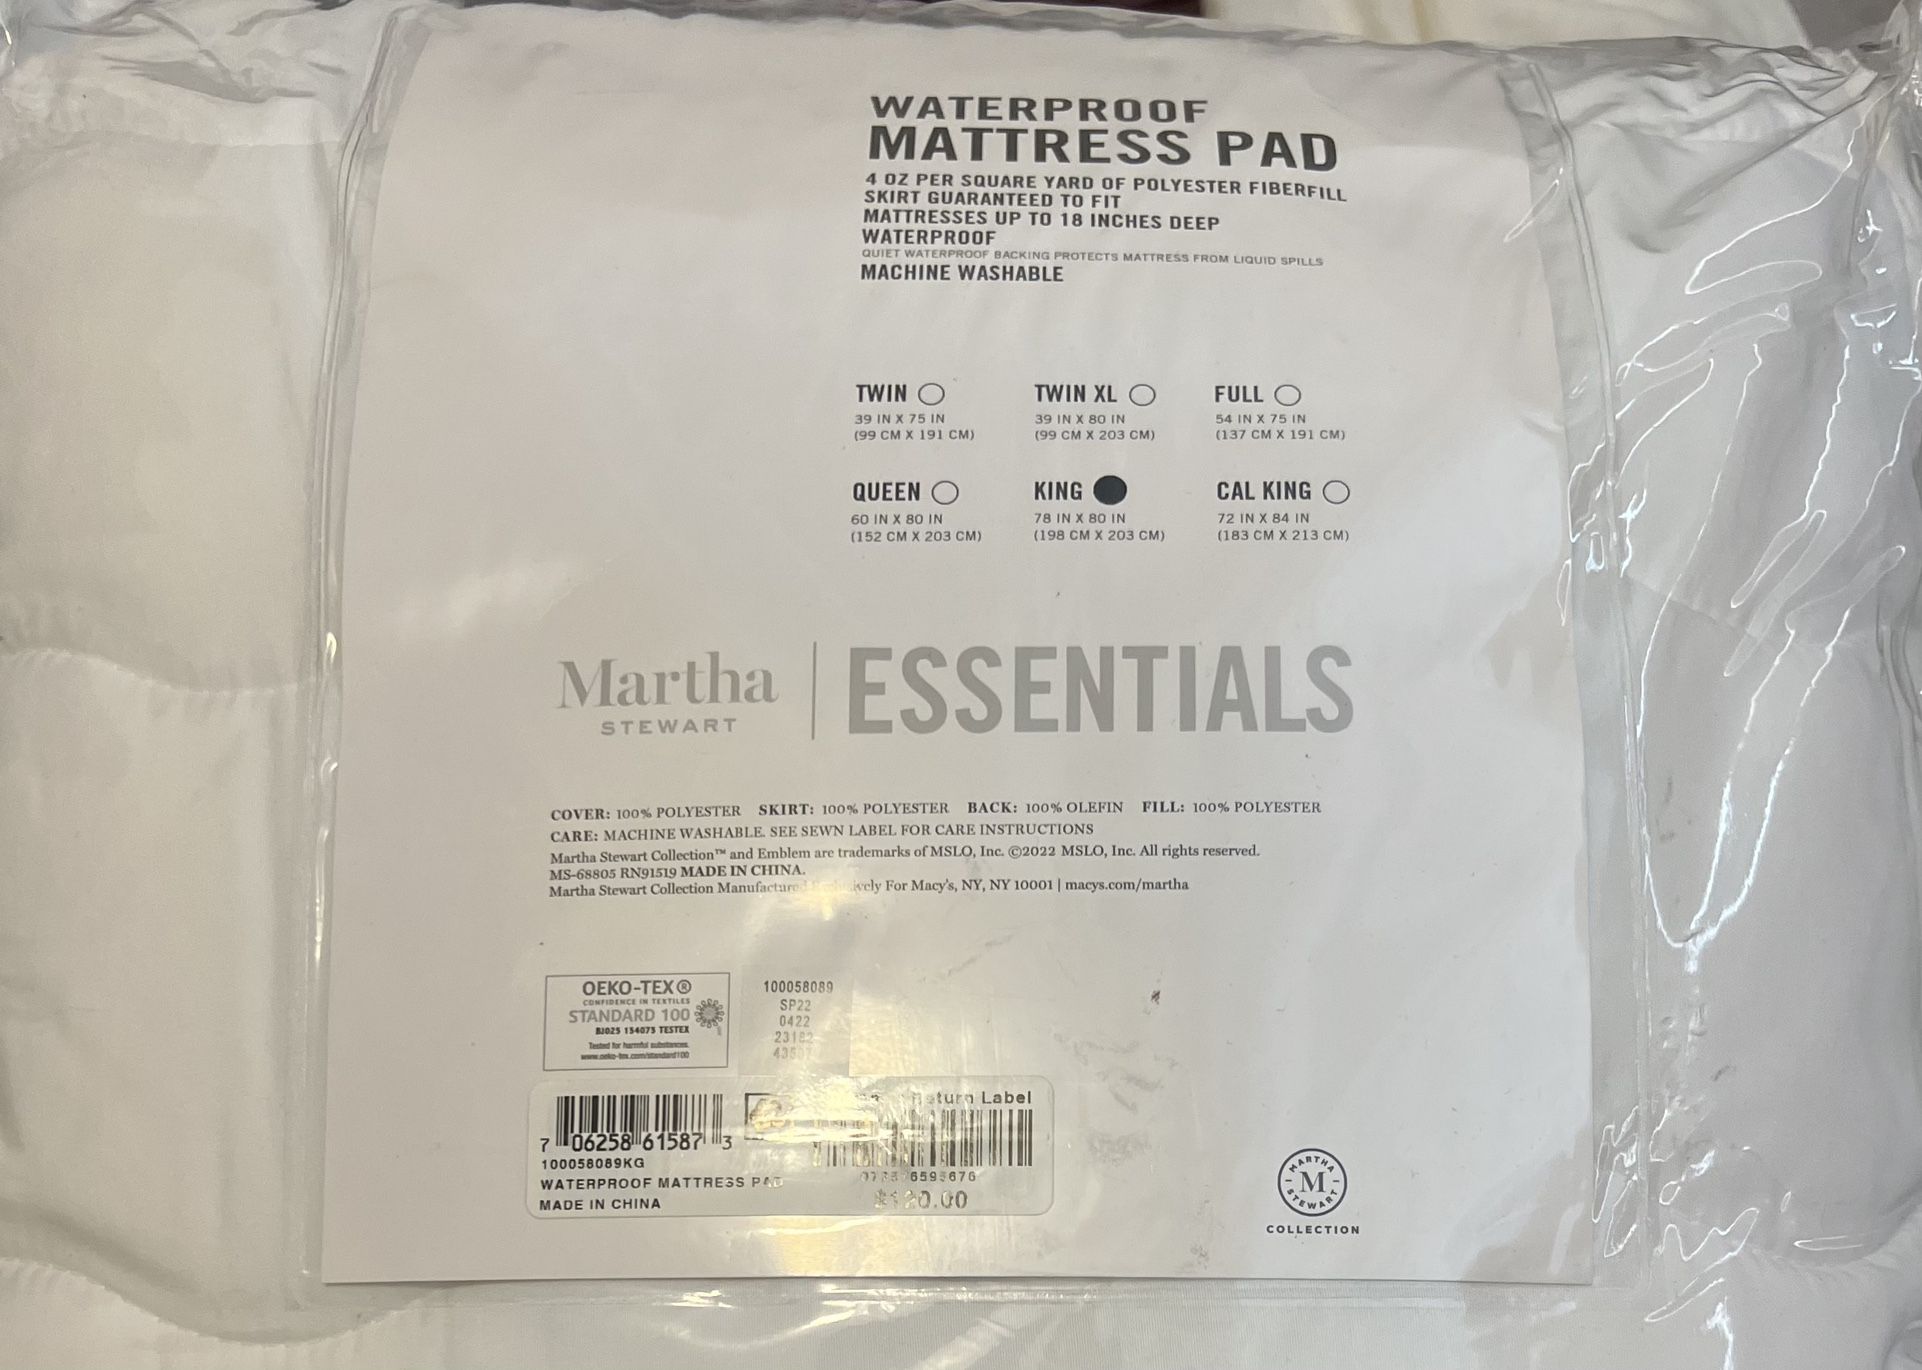 WATERPROOF
MATTRESS PAD
4 OZ PER SQUARE YARD OF POLYESTER FIBERFILL
SKIRT GUARANTEED TO FIT
MATTRESSES UP TO 18 INCHES DEEP
WATERPROOF
QUIET WATERPROOF BACKING PROTECTS MATTRESS FROM LIQUID SPILLS
MACHINE WASHABLE
TWIN TWIN XL FULL
39 IN X 75 IN 39 IN X 80 IN 54 IN X 75 IN
(99 CM X 191 CM) (99 CM X 203 CM) (137 CM X 191 CM)
QUEEN KING CAL KING
60 IN X 80 IN 78 IN X 80 IN 72 IN X 84 IN
(152 CM X 203 CM) (198 CM X 203 CM) (183 CM X 213 CM)
Martha ESSENTIALS
STEWART
COVER: 100% POLYESTER SKIRT: 100% POLYESTER BACK: 100% OLEFIN FILL: 100% POLYESTER
CARE: MACHINE WASHABLE. SEE SEWN LABEL FOR CARE INSTRUCTIONS
Martha Stewart Collection™ and Emblem are trademarks of MSLO, Inc. ©2022 MSLO, Inc. All rights reserved.
MS-68805 RN91519 MADE IN CHINA.
Martha Stewart Collection Manufactured Exclusively For Macy's, NY, NY 10001 | macys.com/martha
OEKO-TEX®
CONFIDENCE IN TEXTILES
STANDARD 100
BJ025 154073 TESTEX
Tested for harmful substances.
www.oeko-tex.com/standard100
100058089
SP22
0422
Return Label
7 06258 61587 3
100058089KG
WATERPROOF MATTRESS PAD
MADE IN CHINA
MARTHA
M
STEWART
COLLECTION